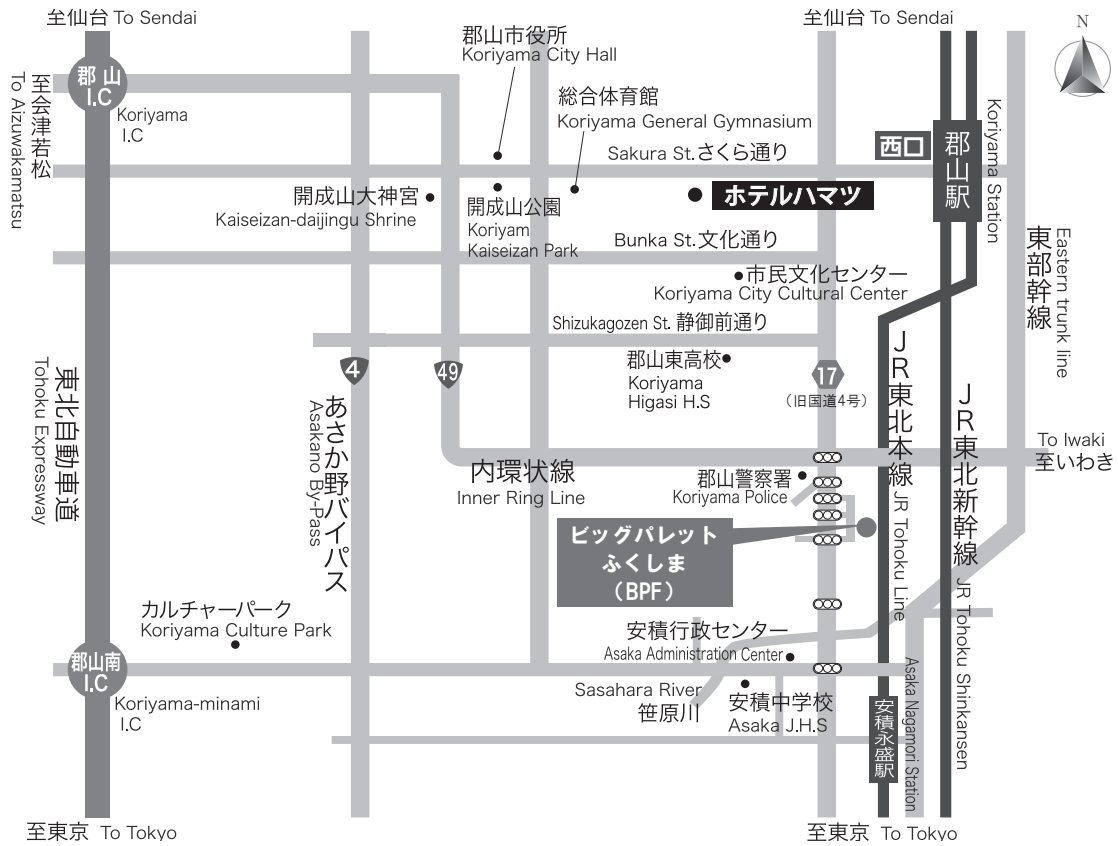 至仙台 To Sendai
至仙台 To Sendai
N
郡山市役所
Koriyama City Hall
郡山
I.C
Koriyama
I.C
至会津若松
To Aizuwakamatsu
総合体育館
Koriyama General Gymnasium
Sakura St. さくら通り
西口
郡山駅
Koriyama Station
開成山大神宮
Kaiseizan-daijingu Shrine
開成山公園
Koriyam
Kaiseizan Park
ホテルハマツ
Bunka St. 文化通り
市民文化センター
Koriyama City Cultural Center
東部幹線
Eastern trunk line
Shizukagozen St. 静御前通り
郡山東高校
Koriyama
Higasi H.S
4
49
17
(旧国道4号)
東北自動車道
Tohoku Expressway
あさか野バイパス
Asakano By-Pass
JR東北本線
JR Tohoku Line
JR東北新幹線
JR Tohoku Shinkansen
To Iwaki
至いわき
内環状線
Inner Ring Line
郡山警察署
Koriyama Police
ビッグパレット
ふくしま
(BPF)
カルチャーパーク
Koriyama Culture Park
安積行政センター
Asaka Administration Center
郡山南
I.C
Koriyama-minami
I.C
Sasahara River
笹原川
安積中学校
Asaka J.H.S
安積永盛駅
Asaka Nagamori Station
至東京 To Tokyo
至東京 To Tokyo